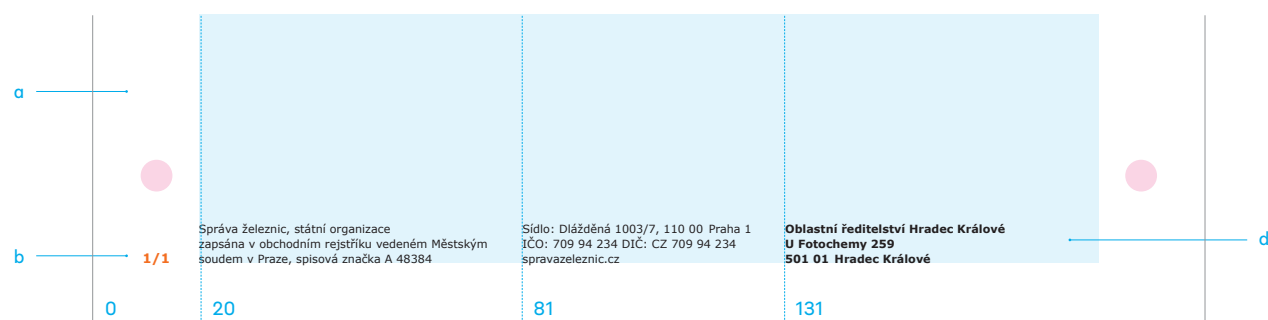 a
Správa železnic, státní organizace
zapsána v obchodním rejstříku vedeném Městským
soudem v Praze, spisová značka A 48384
Sídlo: Dlážděná 1003/7, 110 00 Praha 1
IČO: 709 94 234 DIČ: CZ 709 94 234
spravazeleznic.cz
Oblastní ředitelství Hradec Králové
U Fotochemy 259
501 01 Hradec Králové
d
b
1/1
0
20
81
131